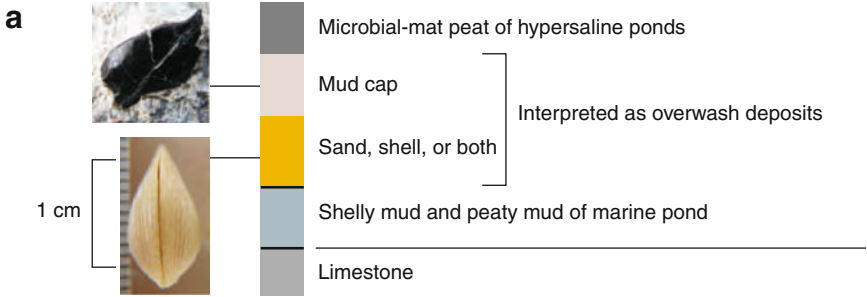 a
Microbial-mat peat of hypersaline ponds
Mud cap
Interpreted as overwash deposits
Sand, shell, or both
1 cm
Shelly mud and peaty mud of marine pond
Limestone